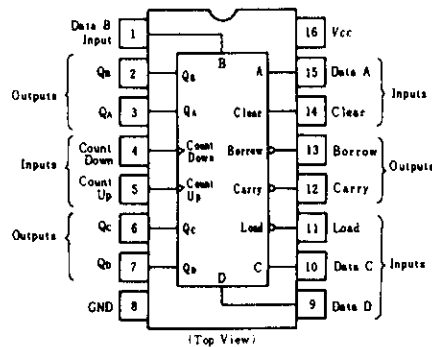 Data B Input 1
16 Vcc
B
Outputs
QB 2 QB
A 15 Data A
Inputs
QA 3 QA
Clear 14 Clear
Inputs
Count Down 4 Count Down
Borrow 13 Borrow
Outputs
Count Up 5 Count Up
Carry 12 Carry
Outputs
QC 6 QC
Load 11 Load
Inputs
QD 7 QD
C 10 Data C
D
GND 8
9 Data D
(Top View)